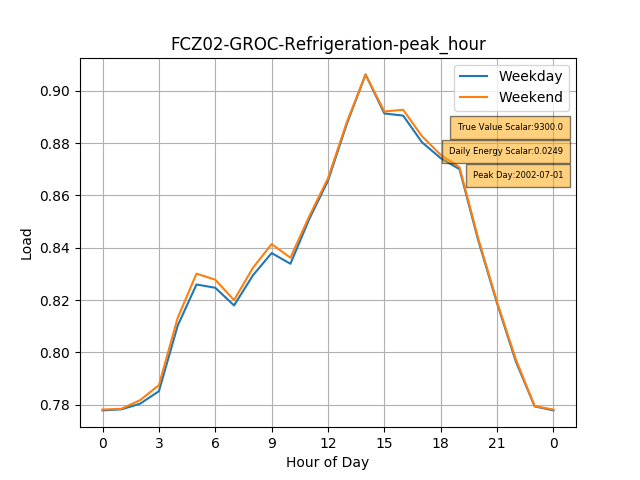 FCZ02-GROC-Refrigeration-peak_hour
Weekday
Weekend
True Value Scalar:9300.0
Daily Energy Scalar:0.0249
Peak Day:2002-07-01
Load
0.90
0.88
0.86
0.84
0.82
0.80
0.78
0 3 6 9 12 15 18 21 0
Hour of Day